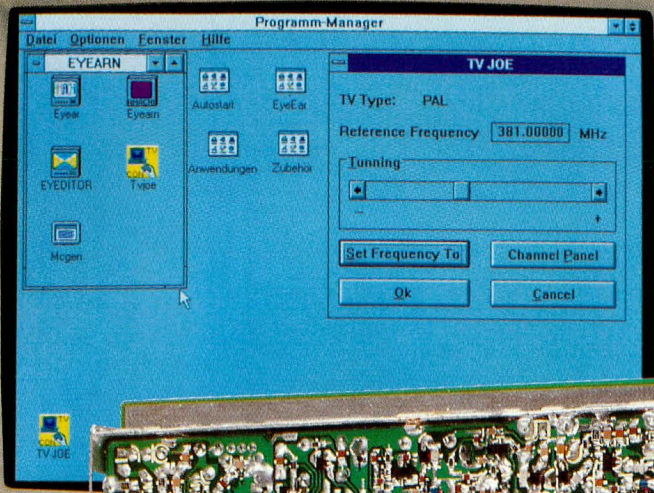 Programm-Manager
Datei Optionen Fenster Hilfe
EYEARN
Eyear
Eyearn
EYEDITOR
Tvjoe
Mcgen
Autostart
EyeEar
Anwendungen
Zubehör
TV JOE
TV Type: PAL
Reference Frequency 381.00000 MHz
Tunning
- +
Set Frequency To
Channel Panel
Ok
Cancel
TV JOE